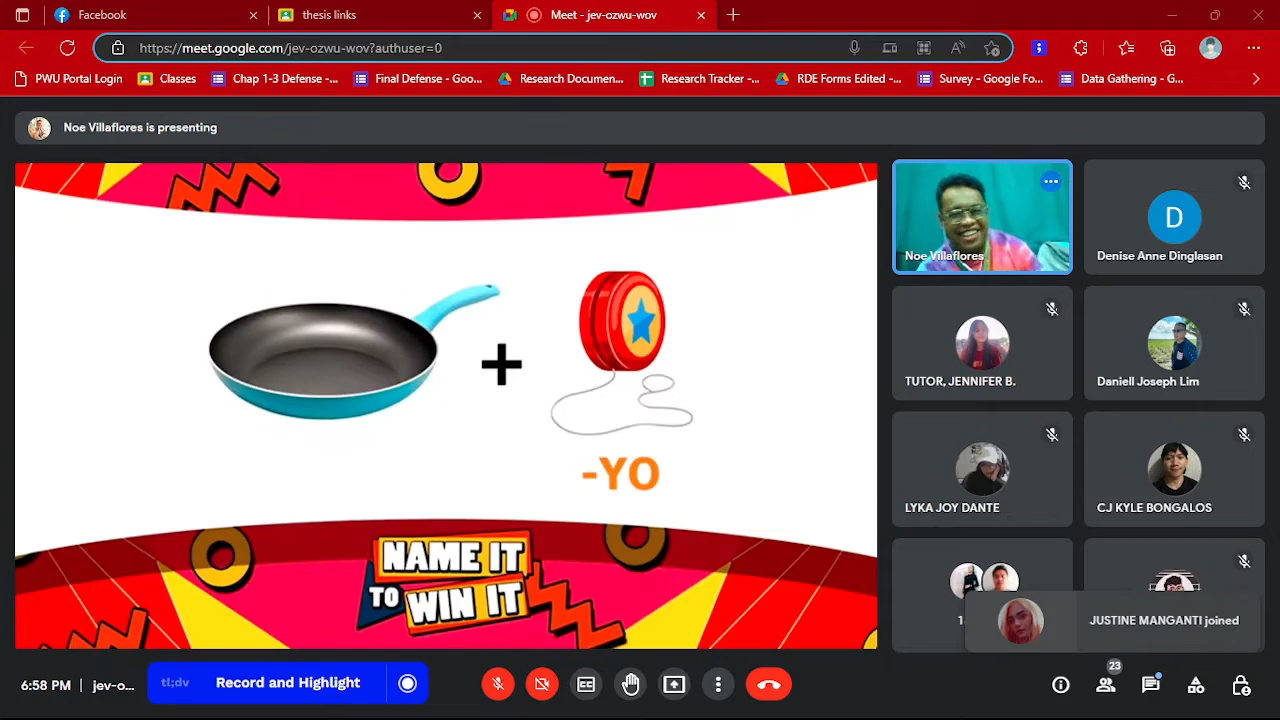 Facebook
thesis links
Meet - jev-ozwu-wov
https://meet.google.com/jev-ozwu-wov?authuser=0
PWU Portal Login
Classes
Chap 1-3 Defense -...
Final Defense - Goo...
Research Documen...
Research Tracker -...
RDE Forms Edited -...
Survey - Google Fo...
Data Gathering - G...
Noe Villaflores is presenting
+
-YO
NAME IT
TO WIN IT
Noe Villaflores
D
Denise Anne Dinglasan
TUTOR, JENNIFER B.
Daniell Joseph Lim
LYKA JOY DANTE
CJ KYLE BONGALOS
1
JUSTINE MANGANTI joined
6:58 PM | jev-o...
tl;dv
Record and Highlight
23